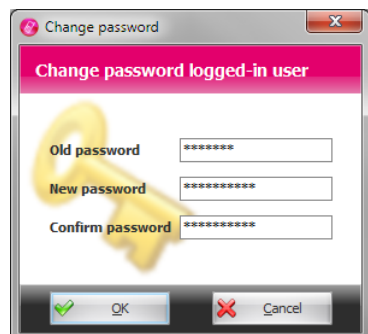 Change password
Change password logged-in user
Old password *******
New password **********
Confirm password **********
OK Cancel